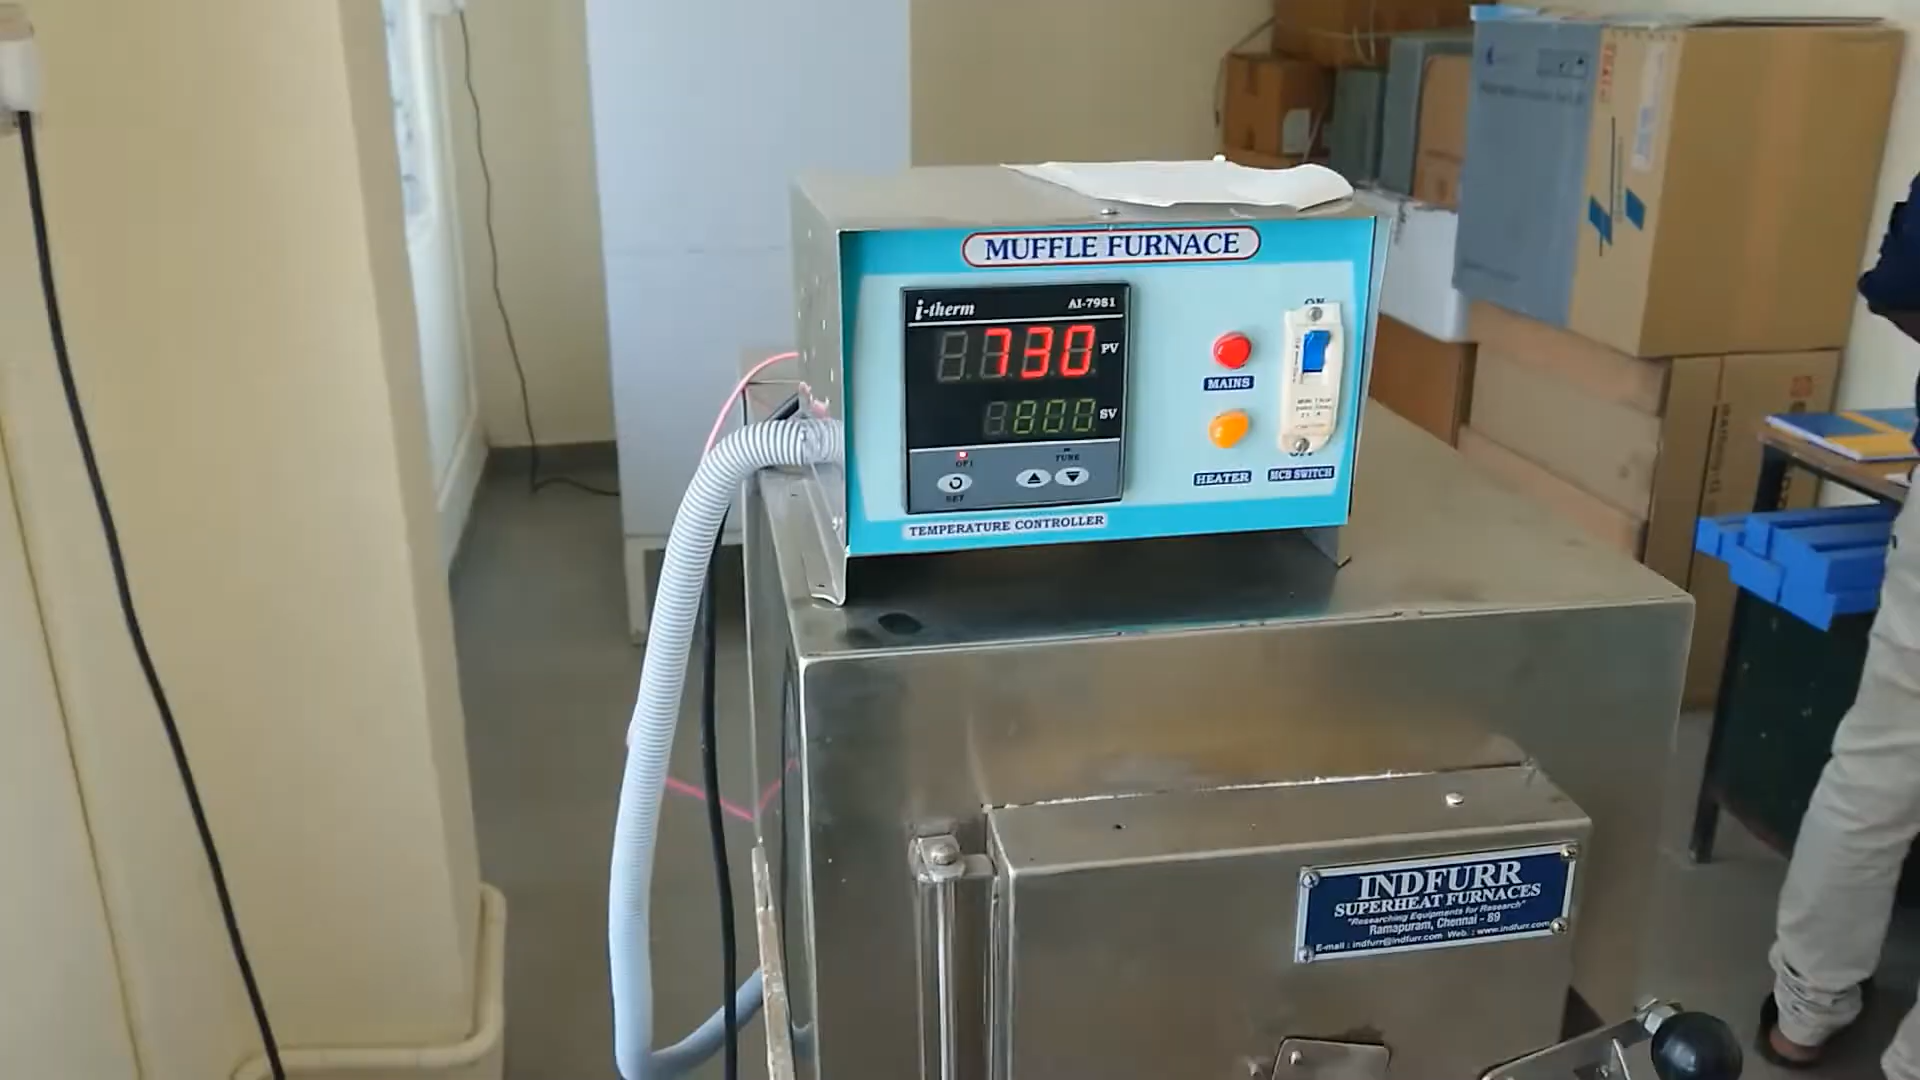 MUFFLE FURNACE
i-therm
AI-7981
730
PV
800
SV
OP1
TUNE
SET
TEMPERATURE CONTROLLER
MAINS
HEATER
ON
MCB SWITCH
INDFURR
SUPERHEAT FURNACES
"Researching Equipments for Research"
Ramapuram, Chennai - 89
E-mail : indfurr@indfurr.com Web. : www.indfurr.com